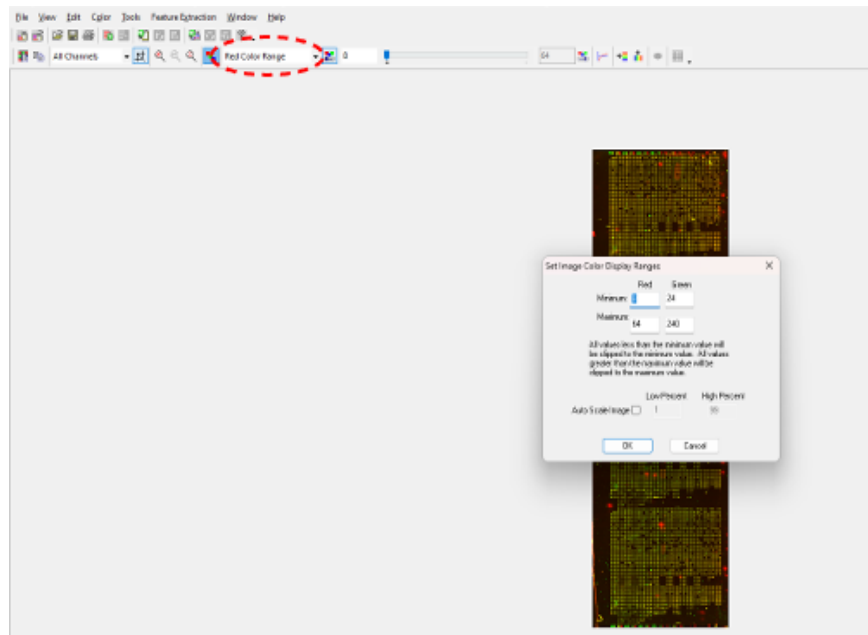 File View Edit Color Tools Feature Extraction Window Help
All Channels Red Color Range 0 64
Set Image Color Display Ranges
Red Green
Minimum: 24
Maximum: 64 240
All values less than the minimum value will
be clipped to the minimum value. All values
greater than the maximum value will be
clipped to the maximum value.
Low Percent High Percent
Auto Scale Image 1 99
OK Cancel